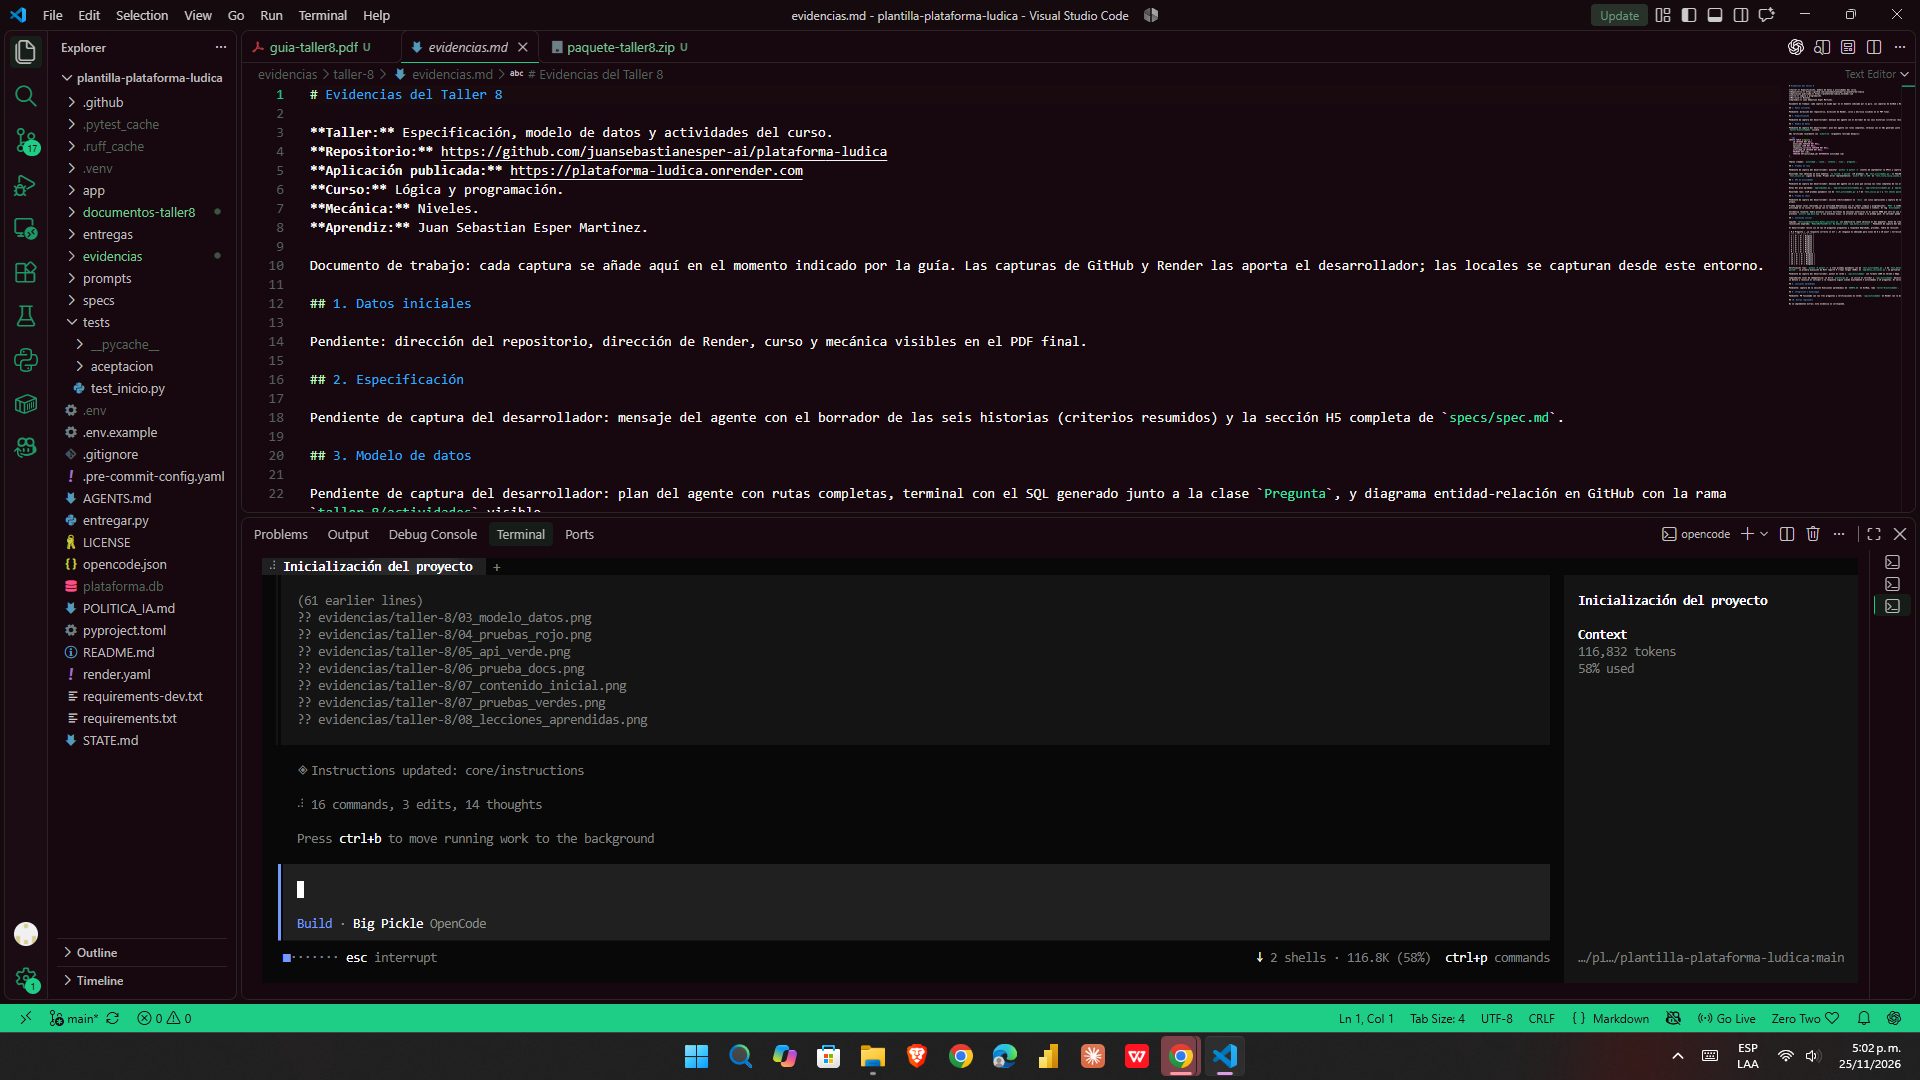 File Edit Selection View Go Run Terminal Help
evidencias.md - plantilla-plataforma-ludica - Visual Studio Code
Update
Explorer
guia-taller8.pdf U
evidencias.md
paquete-taller8.zip U
evidencias > taller-8 > evidencias.md > abc # Evidencias del Taller 8
Text Editor
plantilla-plataforma-ludica
.github
.pytest_cache
.ruff_cache
.venv
app
documentos-taller8
entregas
evidencias
prompts
specs
tests
__pycache__
aceptacion
test_inicio.py
.env
.env.example
.gitignore
.pre-commit-config.yaml
AGENTS.md
entregar.py
LICENSE
opencode.json
plataforma.db
POLITICA_IA.md
pyproject.toml
README.md
render.yaml
requirements-dev.txt
requirements.txt
STATE.md
Outline
Timeline
17
1
1 # Evidencias del Taller 8
2
3 **Taller:** Especificación, modelo de datos y actividades del curso.
4 **Repositorio:** https://github.com/juansebastianesper-ai/plataforma-ludica
5 **Aplicación publicada:** https://plataforma-ludica.onrender.com
6 **Curso:** Lógica y programación.
7 **Mecánica:** Niveles.
8 **Aprendiz:** Juan Sebastian Esper Martinez.
9
10 Documento de trabajo: cada captura se añade aquí en el momento indicado por la guía. Las capturas de GitHub y Render las aporta el desarrollador; las locales se capturan desde este entorno.
11
12 ## 1. Datos iniciales
13
14 Pendiente: dirección del repositorio, dirección de Render, curso y mecánica visibles en el PDF final.
15
16 ## 2. Especificación
17
18 Pendiente de captura del desarrollador: mensaje del agente con el borrador de las seis historias (criterios resumidos) y la sección H5 completa de `specs/spec.md`.
19
20 ## 3. Modelo de datos
21
22 Pendiente de captura del desarrollador: plan del agente con rutas completas, terminal con el SQL generado junto a la clase `Pregunta`, y diagrama entidad-relación en GitHub con la rama
`taller-8/actividades` visible.
Problems Output Debug Console Terminal Ports
opencode
Inicialización del proyecto +
(61 earlier lines)
?? evidencias/taller-8/03_modelo_datos.png
?? evidencias/taller-8/04_pruebas_rojo.png
?? evidencias/taller-8/05_api_verde.png
?? evidencias/taller-8/06_prueba_docs.png
?? evidencias/taller-8/07_contenido_inicial.png
?? evidencias/taller-8/07_pruebas_verdes.png
?? evidencias/taller-8/08_lecciones_aprendidas.png
Instructions updated: core/instructions
16 commands, 3 edits, 14 thoughts
Press ctrl+b to move running work to the background
Build · Big Pickle OpenCode
esc interrupt
↓ 2 shells · 116.8K (58%) ctrl+p commands
Inicialización del proyecto
Context
116,832 tokens
58% used
…/pl…/plantilla-plataforma-ludica:main
main* 0 0
Ln 1, Col 1 Tab Size: 4 UTF-8 CRLF {} Markdown Go Live Zero Two
ESP
LAA
5:02 p. m.
25/11/2026